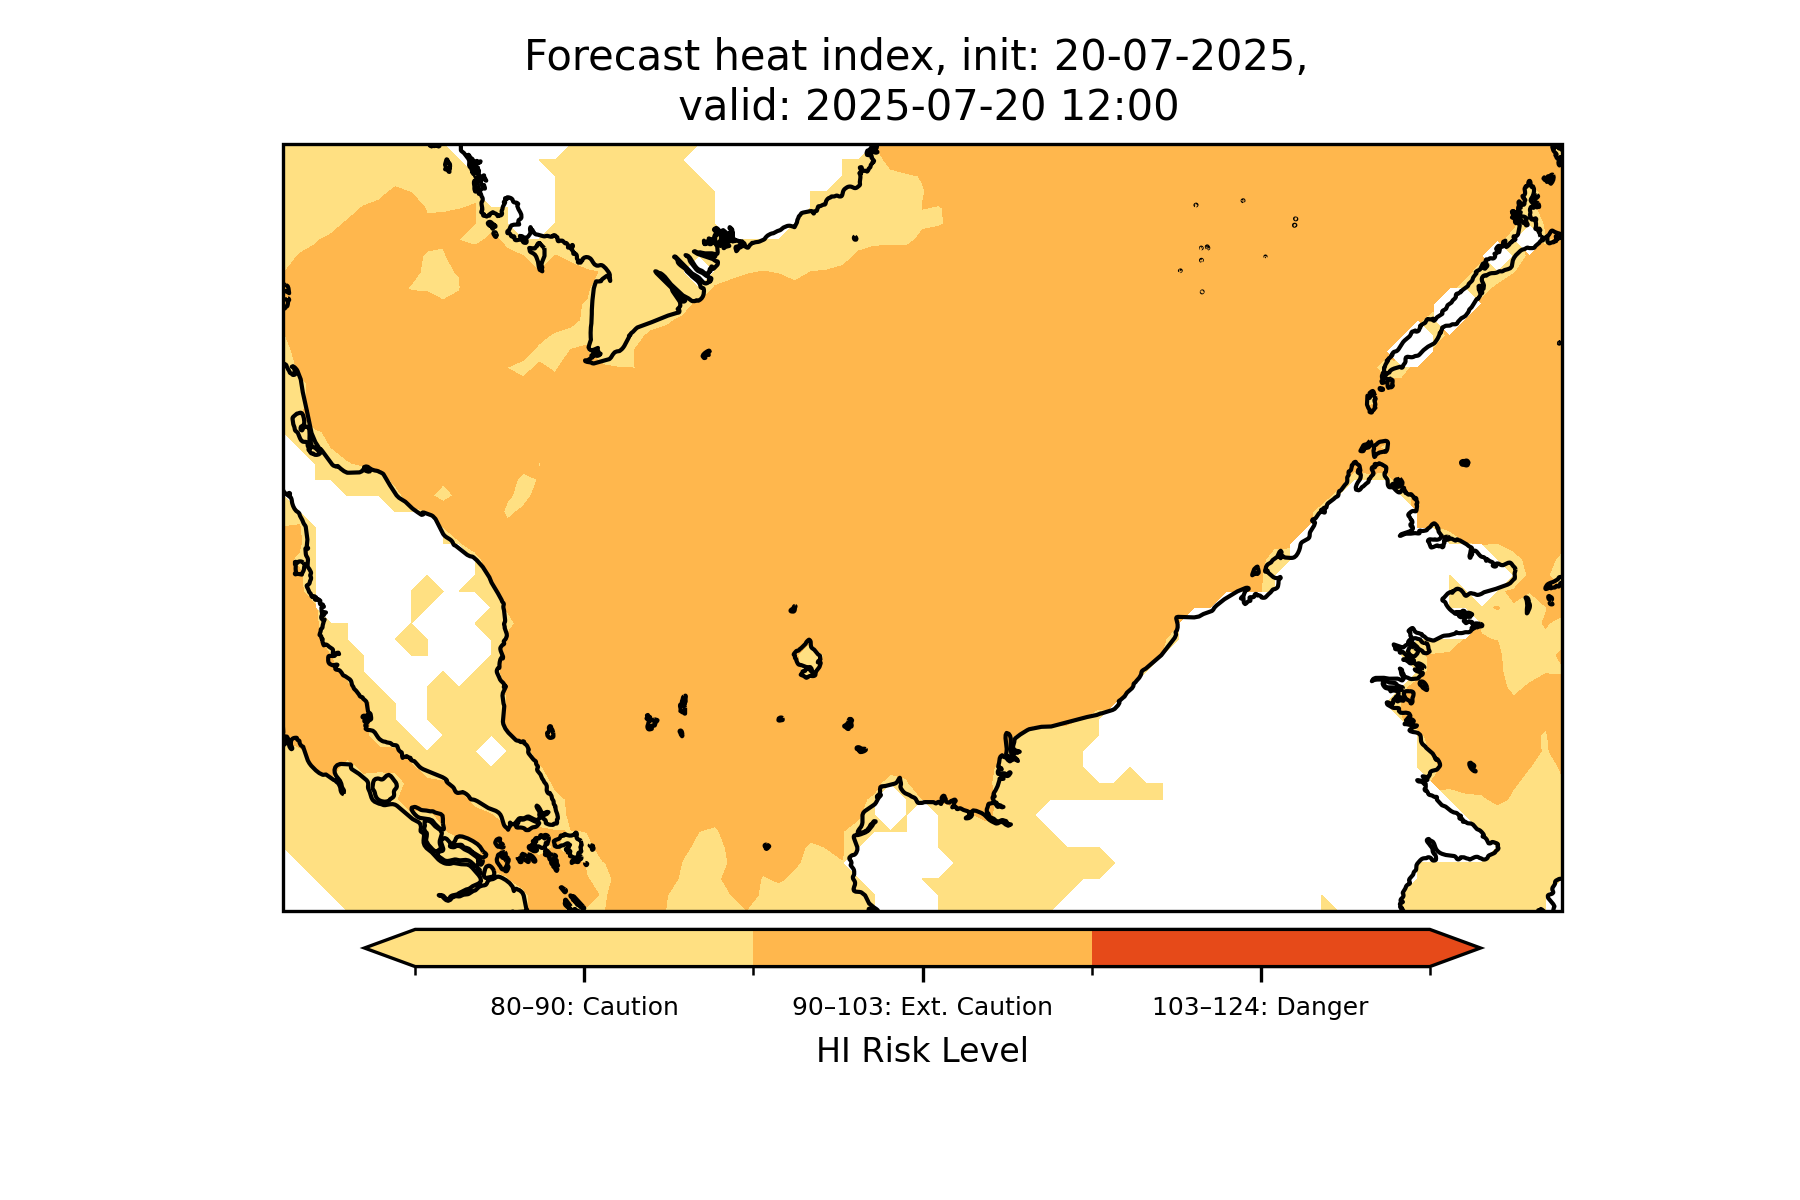 Forecast heat index, init: 20-07-2025,
valid: 2025-07-20 12:00
80–90: Caution
90–103: Ext. Caution
103–124: Danger
HI Risk Level